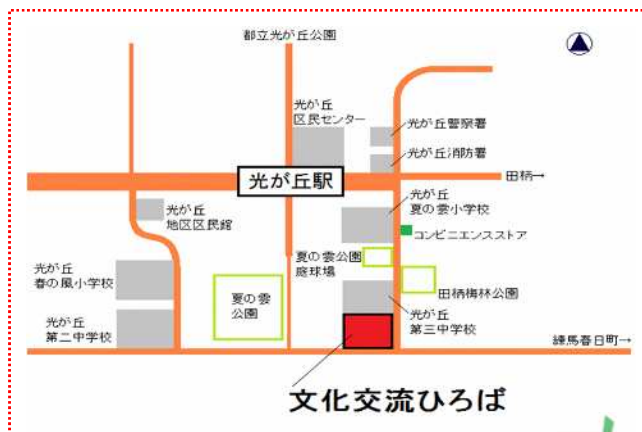 都立光が丘公園
光が丘
区民センター
光が丘警察署
光が丘消防署
光が丘駅
田柄→
光が丘
地区区民館
光が丘
夏の雲小学校
コンビニエンスストア
夏の雲公園
庭球場
光が丘
春の風小学校
夏の雲
公園
田柄梅林公園
光が丘
第二中学校
光が丘
第三中学校
練馬春日町→
文化交流ひろば